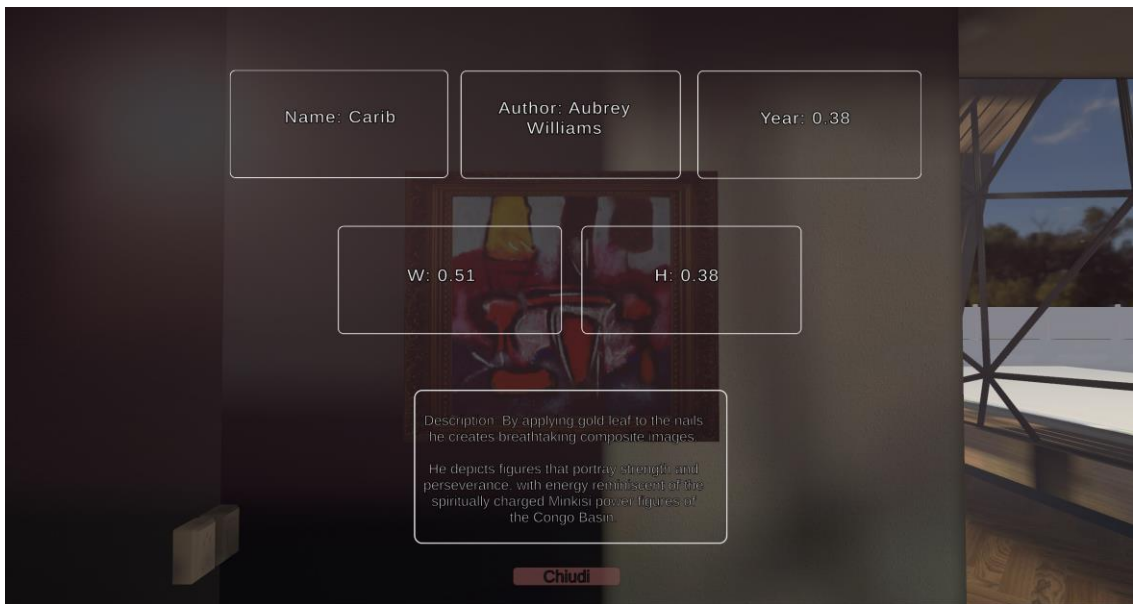 Name: Carib
Author: Aubrey
Williams
Year: 0.38
W: 0.51
H: 0.38
Description: By applying gold leaf to the nails
he creates breathtaking composite images.
He depicts figures that portray strength and
perseverance, with energy reminiscent of the
spiritually charged Minkisi power figures of
the Congo Basin.
Chiudi